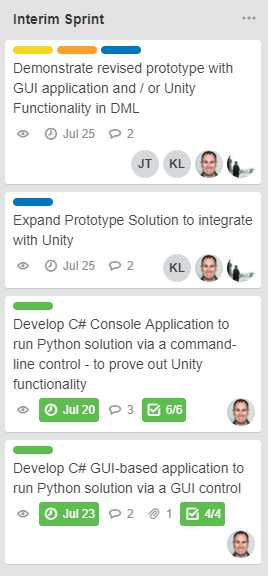 Interim Sprint
Demonstrate revised prototype with
GUI application and / or Unity
Functionality in DML
Jul 25 2
JT KL
Expand Prototype Solution to integrate
with Unity
Jul 25 2 KL
Develop C# Console Application to
run Python solution via a command-
line control - to prove out Unity
functionality
Jul 20 3 6/6
Develop C# GUI-based application to
run Python solution via a GUI control
Jul 23 2 1 4/4